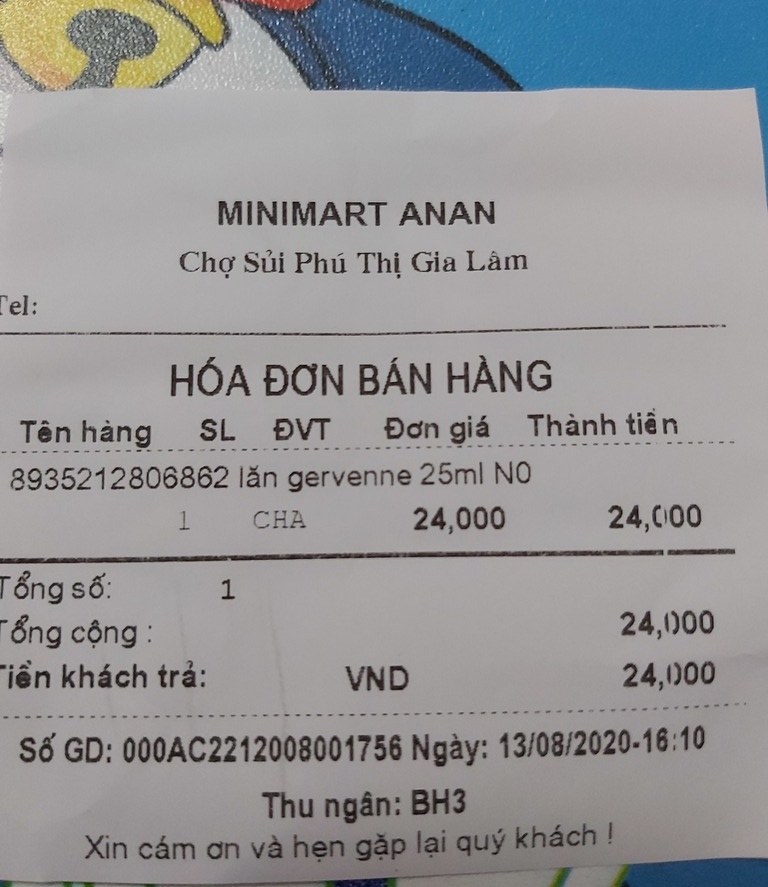 MINIMART ANAN
Chợ Sủi Phú Thị Gia Lâm
Tel:
HÓA ĐƠN BÁN HÀNG
Tên hàng SL ĐVT Đơn giá Thành tiền
8935212806862 lăn gervenne 25ml N0
1 CHA 24,000 24,000
Tổng số: 1
Tổng cộng : 24,000
Tiền khách trả: VND 24,000
Số GD: 000AC2212008001756 Ngày: 13/08/2020-16:10
Thu ngân: BH3
Xin cám ơn và hẹn gặp lại quý khách !